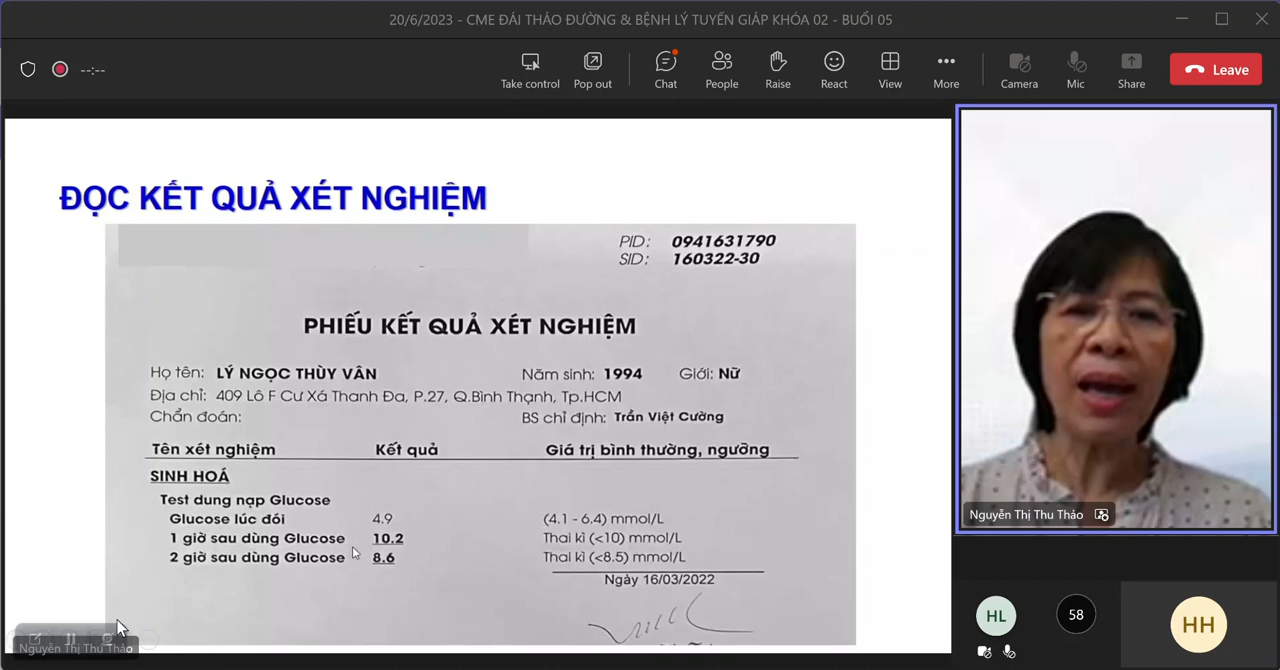 20/6/2023 - CME ĐÁI THÁO ĐƯỜNG & BỆNH LÝ TUYẾN GIÁP KHÓA 02 - BUỔI 05
--:--
Take control
Pop out
Chat
People
Raise
React
View
More
Camera
Mic
Share
Leave
ĐỌC KẾT QUẢ XÉT NGHIỆM
PID: 0941631790
SID: 160322-30
PHIẾU KẾT QUẢ XÉT NGHIỆM
Họ tên: LÝ NGỌC THÙY VÂN Năm sinh: 1994 Giới: Nữ
Địa chỉ: 409 Lô F Cư Xá Thanh Đa, P.27, Q.Bình Thạnh, Tp.HCM
Chẩn đoán: BS chỉ định: Trần Việt Cường
Tên xét nghiệm Kết quả Giá trị bình thường, ngưỡng
SINH HOÁ
Test dung nạp Glucose
Glucose lúc đói 4.9 (4.1 - 6.4) mmol/L
1 giờ sau dùng Glucose 10.2 Thai kì (<10) mmol/L
2 giờ sau dùng Glucose 8.6 Thai kì (<8.5) mmol/L
Ngày 16/03/2022
Nguyễn Thị Thu Thảo
Nguyễn Thị Thu Thảo
HL
58
HH